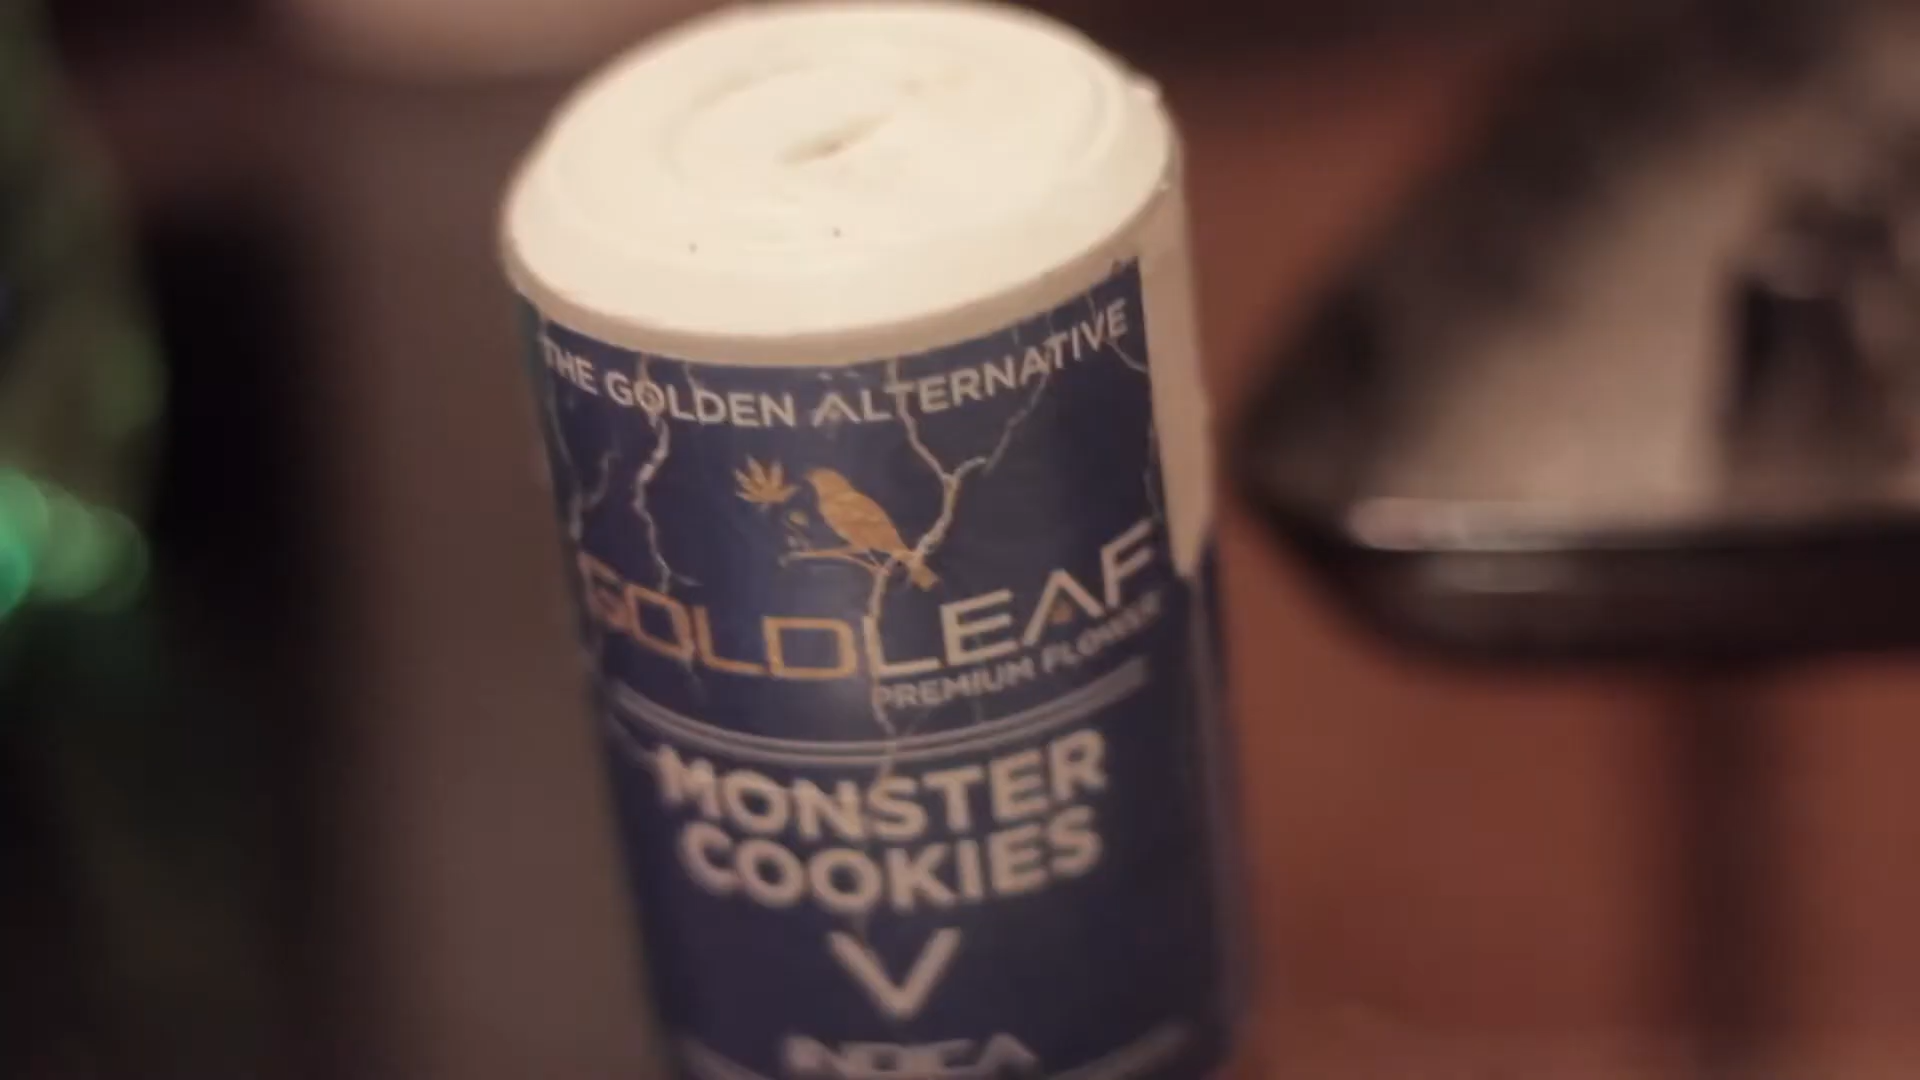 THE GOLDEN ALTERNATIVE
GOLDLEAF
PREMIUM FLOWER
MONSTER
COOKIES
INDICA